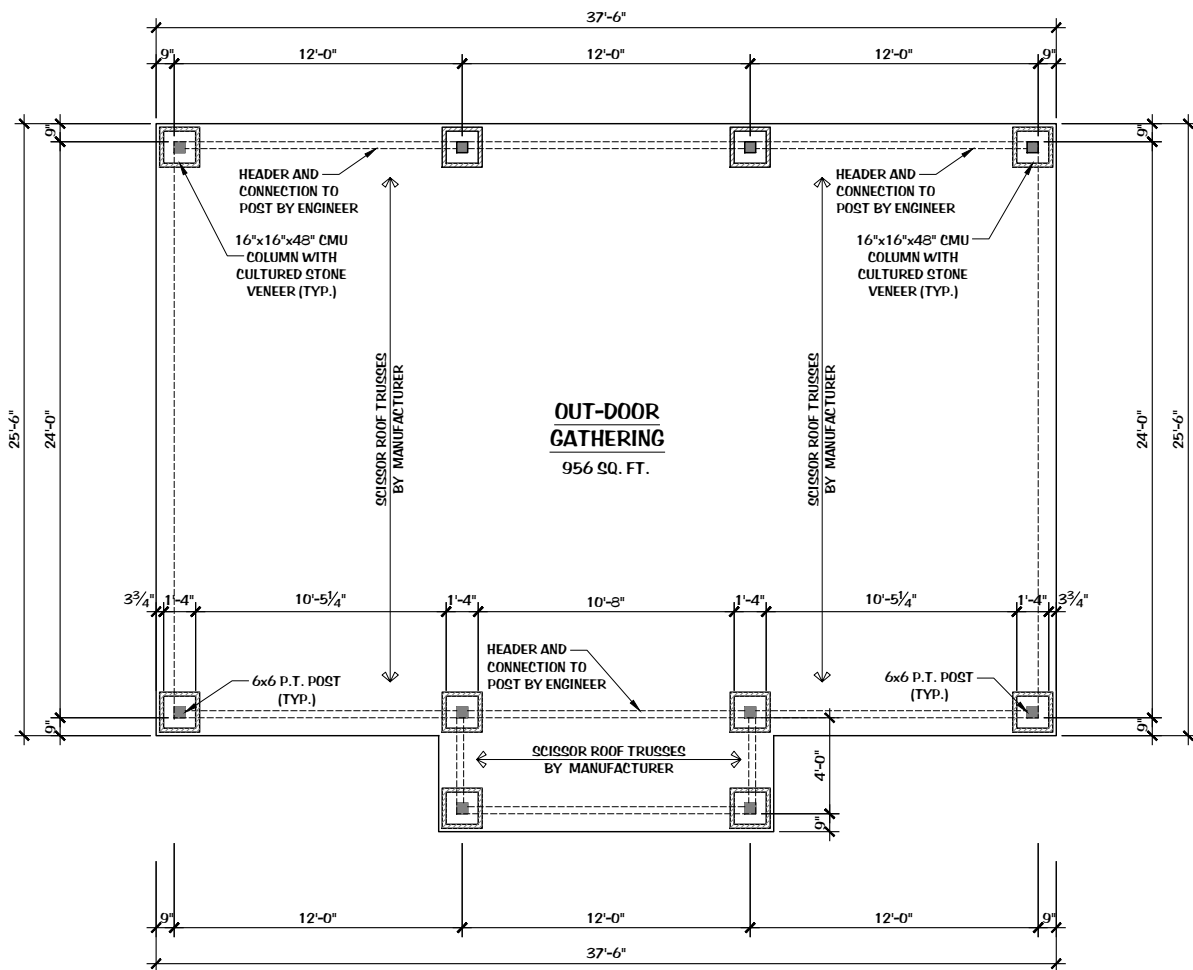 37'-6"
9" 12'-0" 12'-0" 12'-0" 9"
9" 9"
HEADER AND
CONNECTION TO
POST BY ENGINEER
HEADER AND
CONNECTION TO
POST BY ENGINEER
16"x16"x48" CMU
COLUMN WITH
CULTURED STONE
VENEER (TYP.)
16"x16"x48" CMU
COLUMN WITH
CULTURED STONE
VENEER (TYP.)
25'-6"
24'-0"
SCISSOR ROOF TRUSSES
BY MANUFACTURER
OUT-DOOR
GATHERING
956 SQ. FT.
SCISSOR ROOF TRUSSES
BY MANUFACTURER
24'-0"
25'-6"
3¾" 1'-4" 10'-5¼" 1'-4" 10'-8" 1'-4" 10'-5¼" 1'-4" 3¾"
HEADER AND
CONNECTION TO
POST BY ENGINEER
6x6 P.T. POST
(TYP.)
6x6 P.T. POST
(TYP.)
9" 9"
SCISSOR ROOF TRUSSES
BY MANUFACTURER
4'-0"
9"
9" 12'-0" 12'-0" 12'-0" 9"
37'-6"